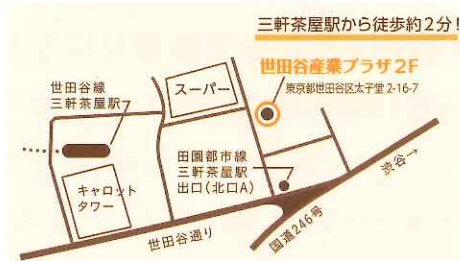 三軒茶屋駅から徒歩約2分!
世田谷産業プラザ2F
東京都世田谷区太子堂 2-16-7
世田谷線
三軒茶屋駅
スーパー
田園都市線
三軒茶屋駅
出口(北口A)
キャロット
タワー
世田谷通り
国道246号
渋谷→